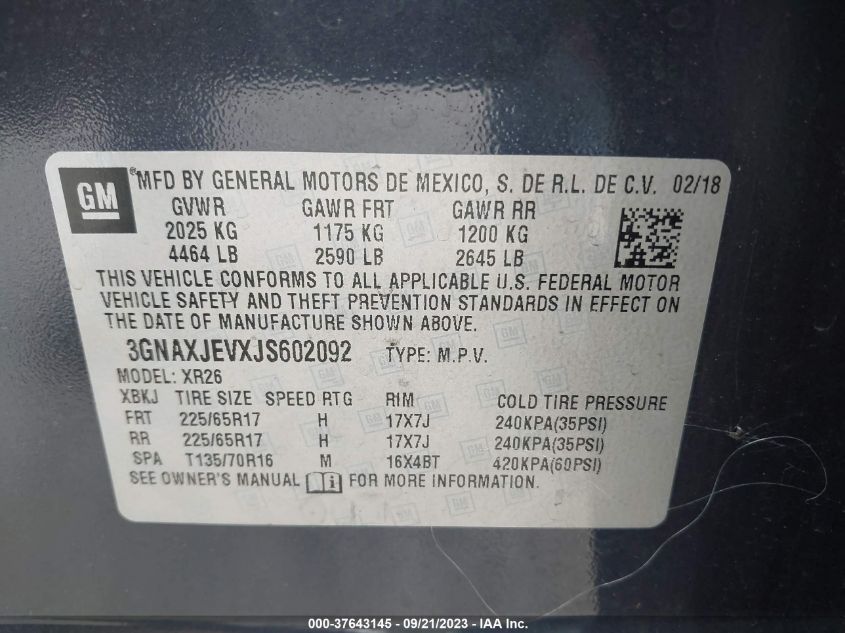 GM
® MFD BY GENERAL MOTORS DE MEXICO, S. DE R.L. DE C.V. 02/18
GVWR GAWR FRT GAWR RR
2025 KG 1175 KG 1200 KG
4464 LB 2590 LB 2645 LB
THIS VEHICLE CONFORMS TO ALL APPLICABLE U.S. FEDERAL MOTOR
VEHICLE SAFETY AND THEFT PREVENTION STANDARDS IN EFFECT ON
THE DATE OF MANUFACTURE SHOWN ABOVE.
3GNAXJEVXJS602092 TYPE: M.P.V.
MODEL: XR26
XBKJ TIRE SIZE SPEED RTG RIM COLD TIRE PRESSURE
FRT 225/65R17 H 17X7J 240KPA(35PSI)
RR 225/65R17 H 17X7J 240KPA(35PSI)
SPA T135/70R16 M 16X4BT 420KPA(60PSI)
SEE OWNER'S MANUAL i FOR MORE INFORMATION.
000-37643145 - 09/21/2023 - IAA Inc.